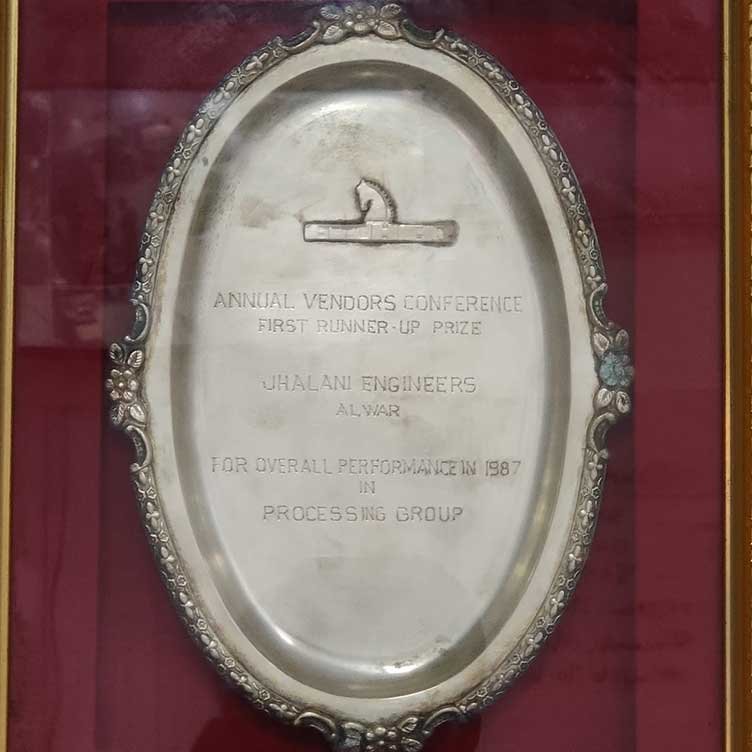 ANNUAL VENDORS CONFERENCE
FIRST RUNNER-UP PRIZE
JHALANI ENGINEERS
ALWAR
FOR OVERALL PERFORMANCE IN 1987
IN
PROCESSING GROUP